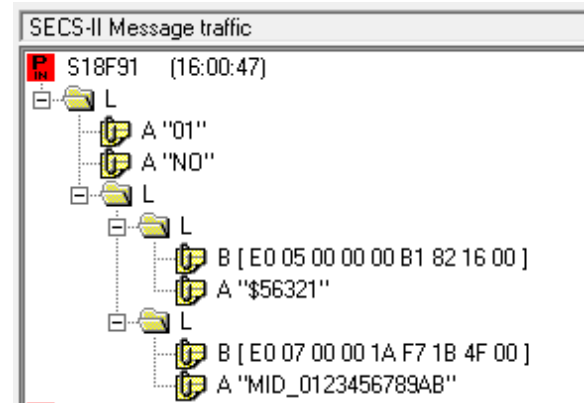 SECS-II Message traffic
P IN S18F91 (16:00:47)
L
A "01"
A "NO"
L
L
B [ E0 05 00 00 00 B1 82 16 00 ]
A "$56321"
L
B [ E0 07 00 00 1A F7 1B 4F 00 ]
A "MID_0123456789AB"